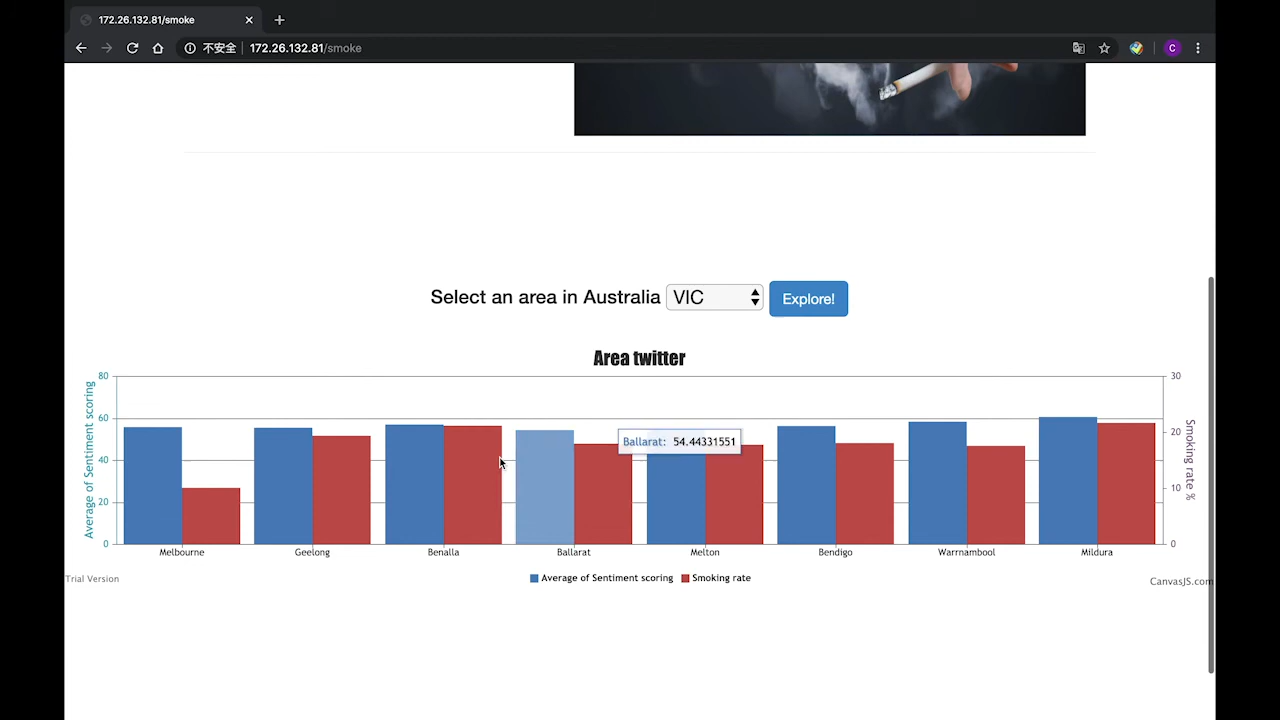 172.26.132.81/smoke
不安全 172.26.132.81/smoke
C
Select an area in Australia VIC Explore!
Area twitter
Average of Sentiment scoring
80
60
40
20
0
Ballarat: 54.44331551
30
20
10
0
Smoking rate %
Melbourne Geelong Benalla Ballarat Melton Bendigo Warrnambool Mildura
Average of Sentiment scoring Smoking rate
Trial Version
CanvasJS.com